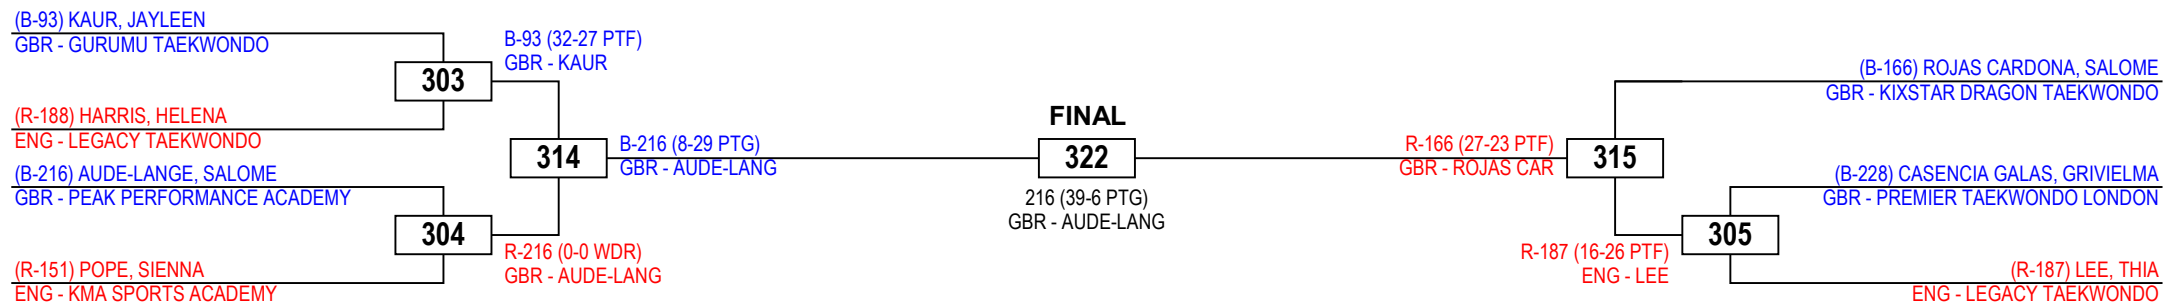 (B-93) KAUR, JAYLEEN
GBR - GURUMU TAEKWONDO
303
(R-188) HARRIS, HELENA
ENG - LEGACY TAEKWONDO
(B-216) AUDE-LANGE, SALOME
GBR - PEAK PERFORMANCE ACADEMY
304
(R-151) POPE, SIENNA
ENG - KMA SPORTS ACADEMY
B-93 (32-27 PTF)
GBR - KAUR
314
R-216 (0-0 WDR)
GBR - AUDE-LANG
B-216 (8-29 PTG)
GBR - AUDE-LANG
FINAL
322
216 (39-6 PTG)
GBR - AUDE-LANG
R-166 (27-23 PTF)
GBR - ROJAS CAR
315
R-187 (16-26 PTF)
ENG - LEE
(B-166) ROJAS CARDONA, SALOME
GBR - KIXSTAR DRAGON TAEKWONDO
(B-228) CASENCIA GALAS, GRIVIELMA
GBR - PREMIER TAEKWONDO LONDON
305
(R-187) LEE, THIA
ENG - LEGACY TAEKWONDO